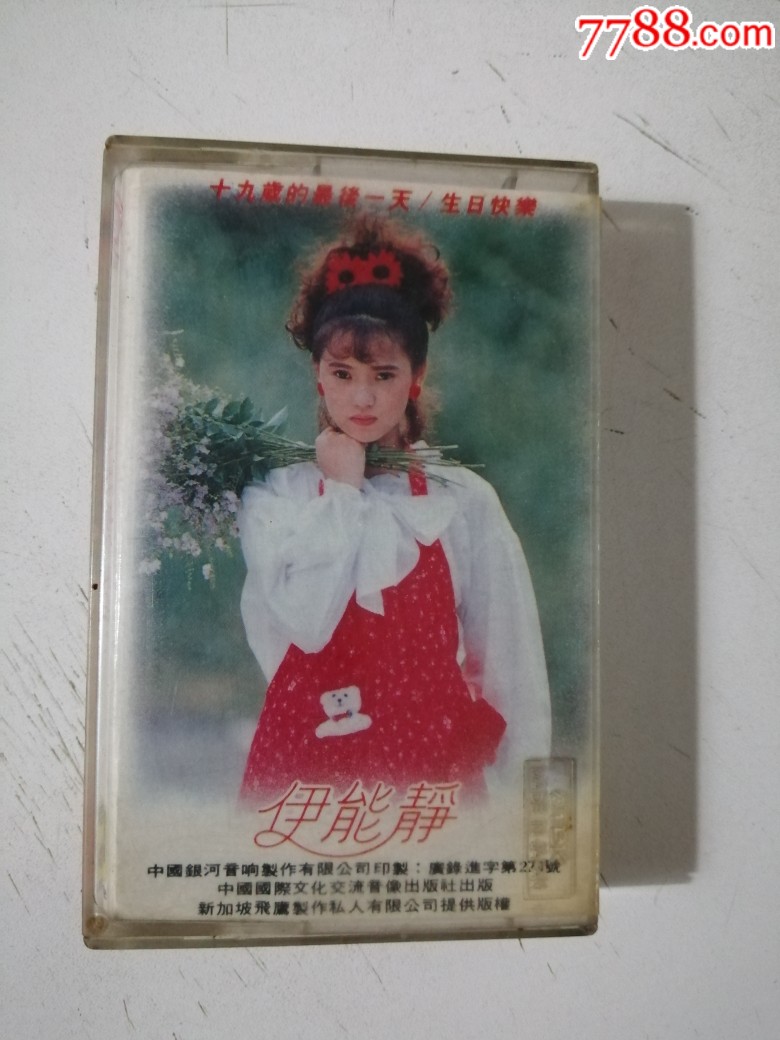 7788.com
十九歲的最後一天/生日快樂
伊能靜
中國銀河音响製作有限公司印製：廣錄進字第27 號
中國國際文化交流音像出版社出版
新加坡飛鷹製作私人有限公司提供版權